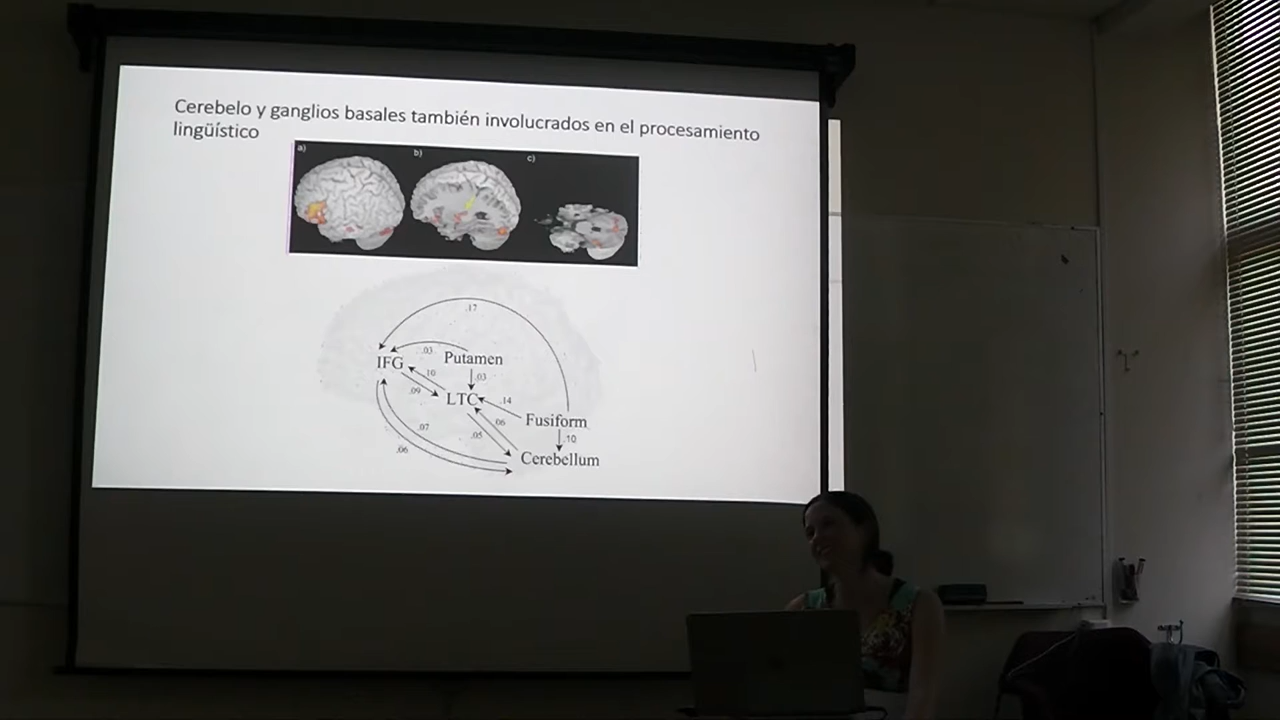 Cerebelo y ganglios basales también involucrados en el procesamiento
lingüístico
a)
b)
c)
.17
.03
IFG
Putamen
.10
.03
.09
LTC
.14
.06
Fusiform
.07
.05
.10
.06
Cerebellum